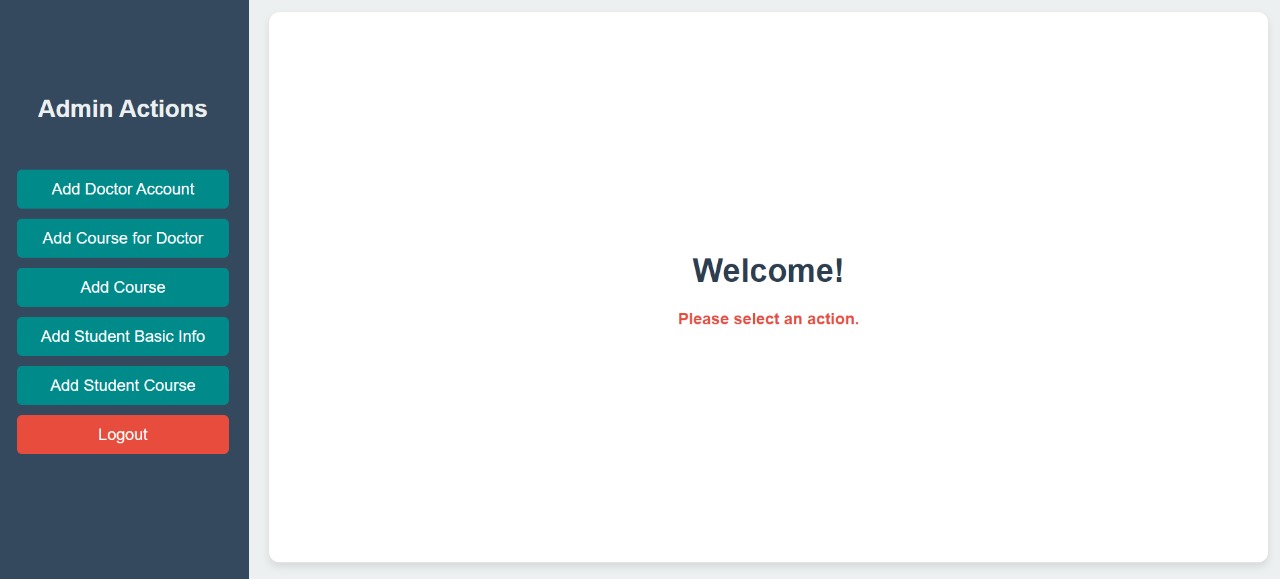 Admin Actions
Add Doctor Account
Add Course for Doctor
Add Course
Add Student Basic Info
Add Student Course
Logout
Welcome!
Please select an action.